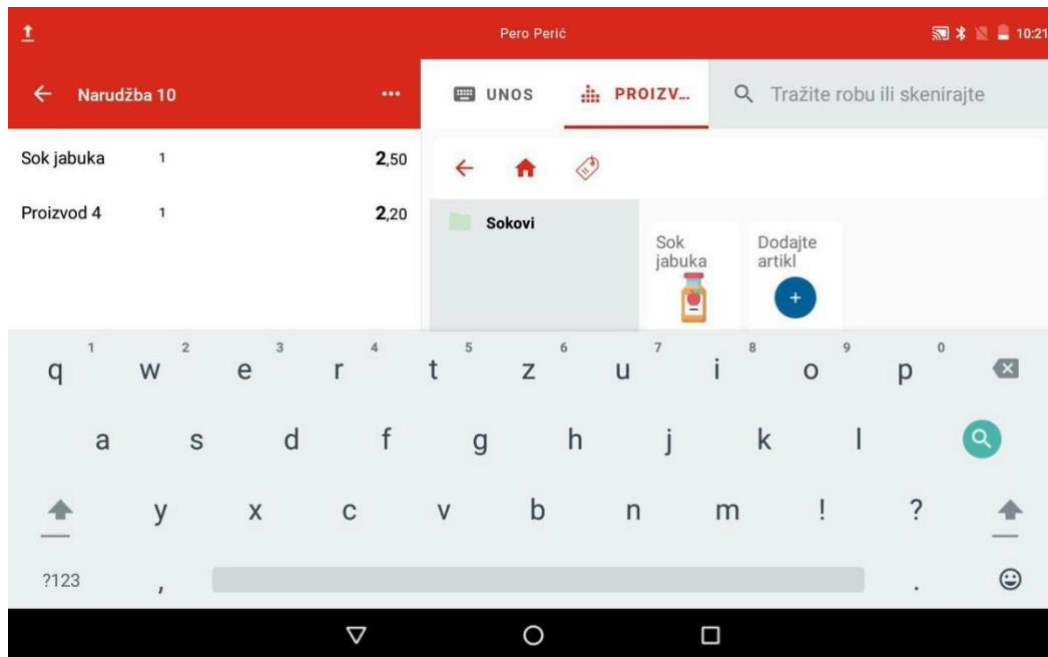 Pero Perić
10:21
Narudžba 10
UNOS
PROIZV...
Tražite robu ili skenirajte
Sok jabuka 1 2,50
Proizvod 4 1 2,20
Sokovi
Sok
jabuka
Dodajte
artikl
1 2 3 4 5 6 7 8 9 0
q w e r t z u i o p
a s d f g h j k l
y x c v b n m ! ?
?123 , .